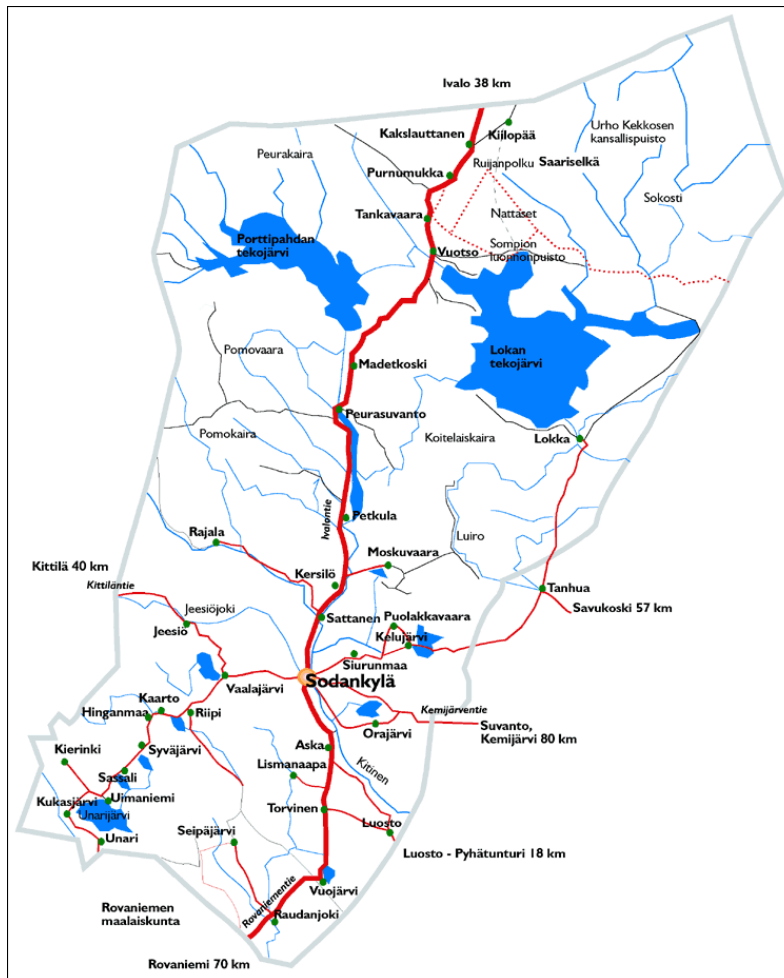 Ivalo 38 km
Kakslauttanen
Kiilopää
Urho Kekkosen
kansallispuisto
Peurakaira
Ruijanpolku
Saariselkä
Purnumukka
Sokosti
Nattaset
Tankavaara
Porttipahdan
tekojärvi
Vuotso
Sompion
luonnonpuisto
Pomovaara
Madetkoski
Lokan
tekojärvi
Peurasuvanto
Pomokaira
Koitelaiskaira
Lokka
Ivalontie
Petkula
Rajala
Luiro
Moskuvaara
Kittilä 40 km
Kersilö
Kittiläntie
Tanhua
Jeesiöjoki
Savukoski 57 km
Sattanen
Puolakkavaara
Jeesiö
Kelujärvi
Siurunmaa
Vaalajärvi
Sodankylä
Kaarto
Hinganmaa
Riipi
Kemijärventie
Suvanto,
Kemijärvi 80 km
Orajärvi
Kierinki
Syväjärvi
Aska
Kitinen
Lismanaapa
Sassali
Uimaniemi
Kukasjärvi
Unarijärvi
Torvinen
Luosto
Unari
Seipäjärvi
Luosto - Pyhätunturi 18 km
Vuojärvi
Rovaniementie
Rovaniemen
maalaiskunta
Raudanjoki
Rovaniemi 70 km